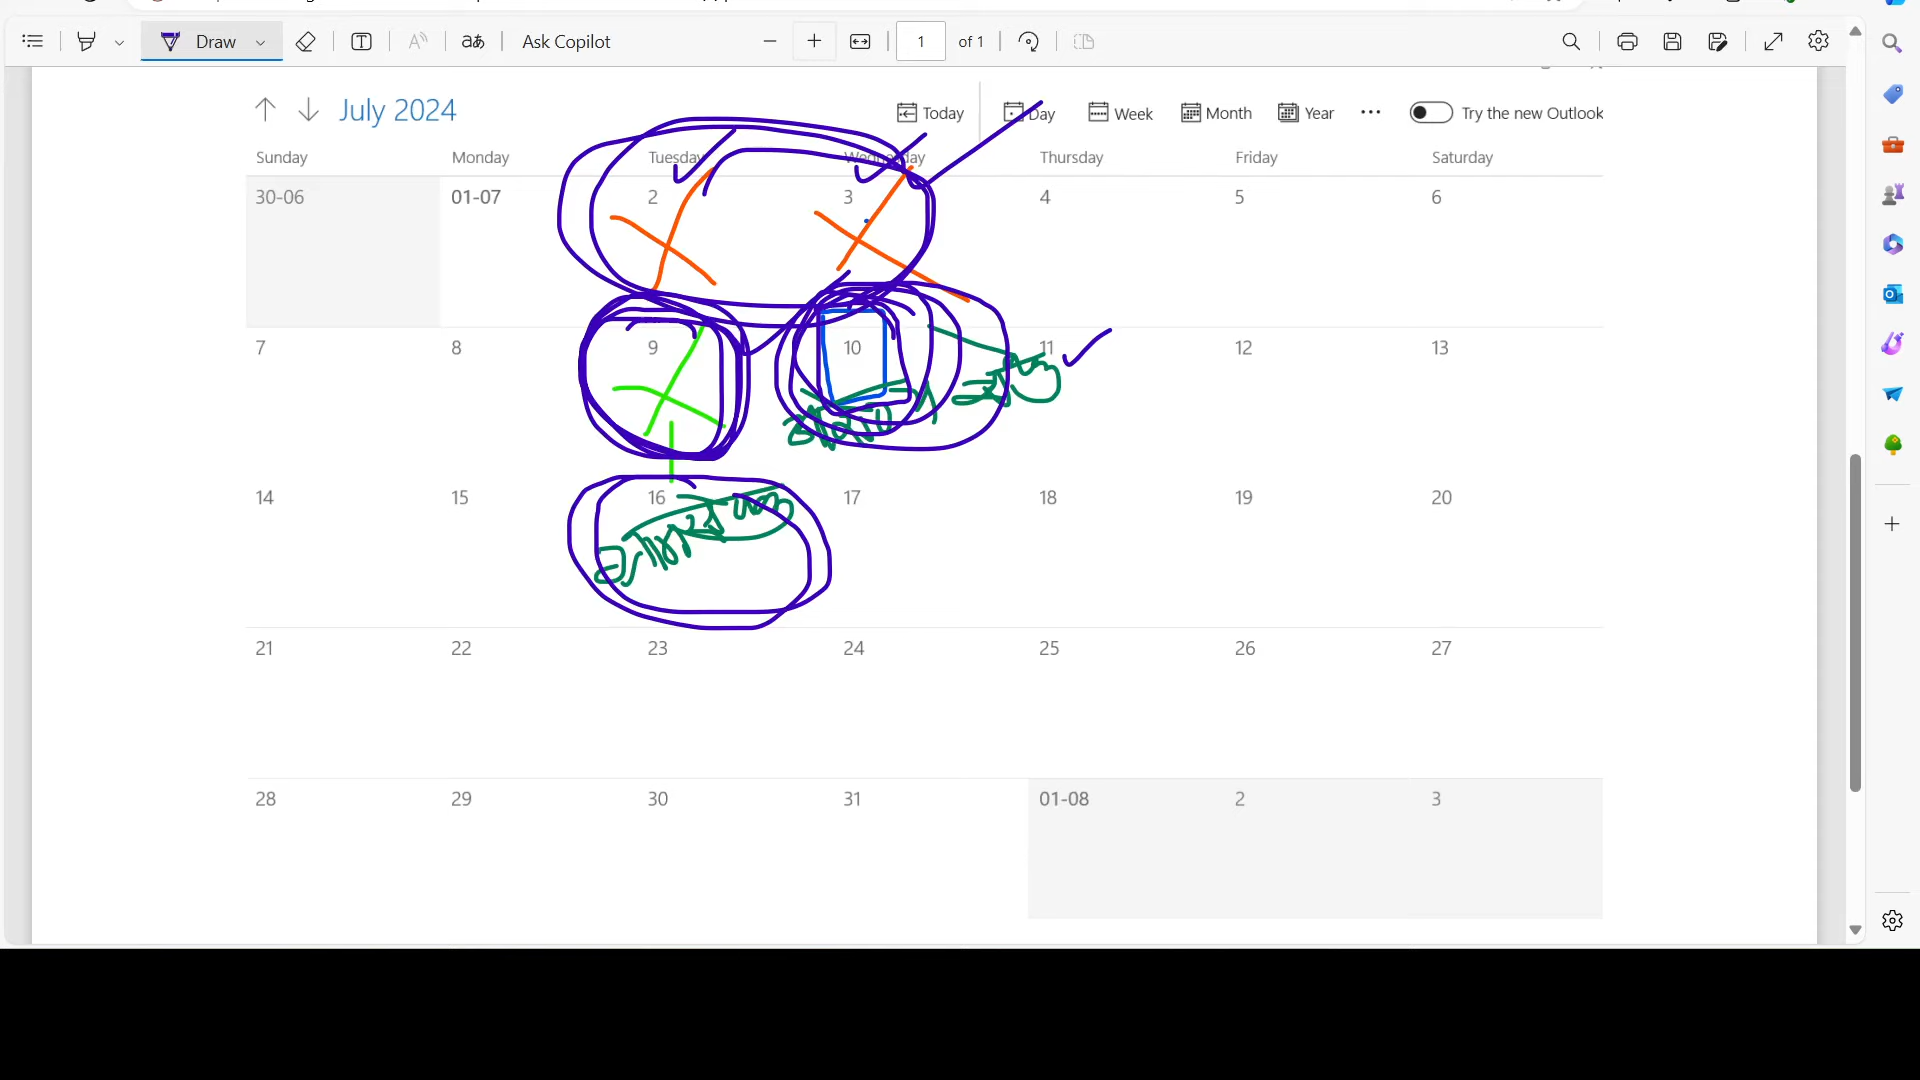 Draw
Ask Copilot
1 of 1
July 2024
Today Day Week Month Year ... Try the new Outlook
Sunday Monday Tuesday Wednesday Thursday Friday Saturday
30-06 01-07 2 3 4 5 6
7 8 9 10 11 12 13
14 15 16 17 18 19 20
21 22 23 24 25 26 27
28 29 30 31 01-08 2 3